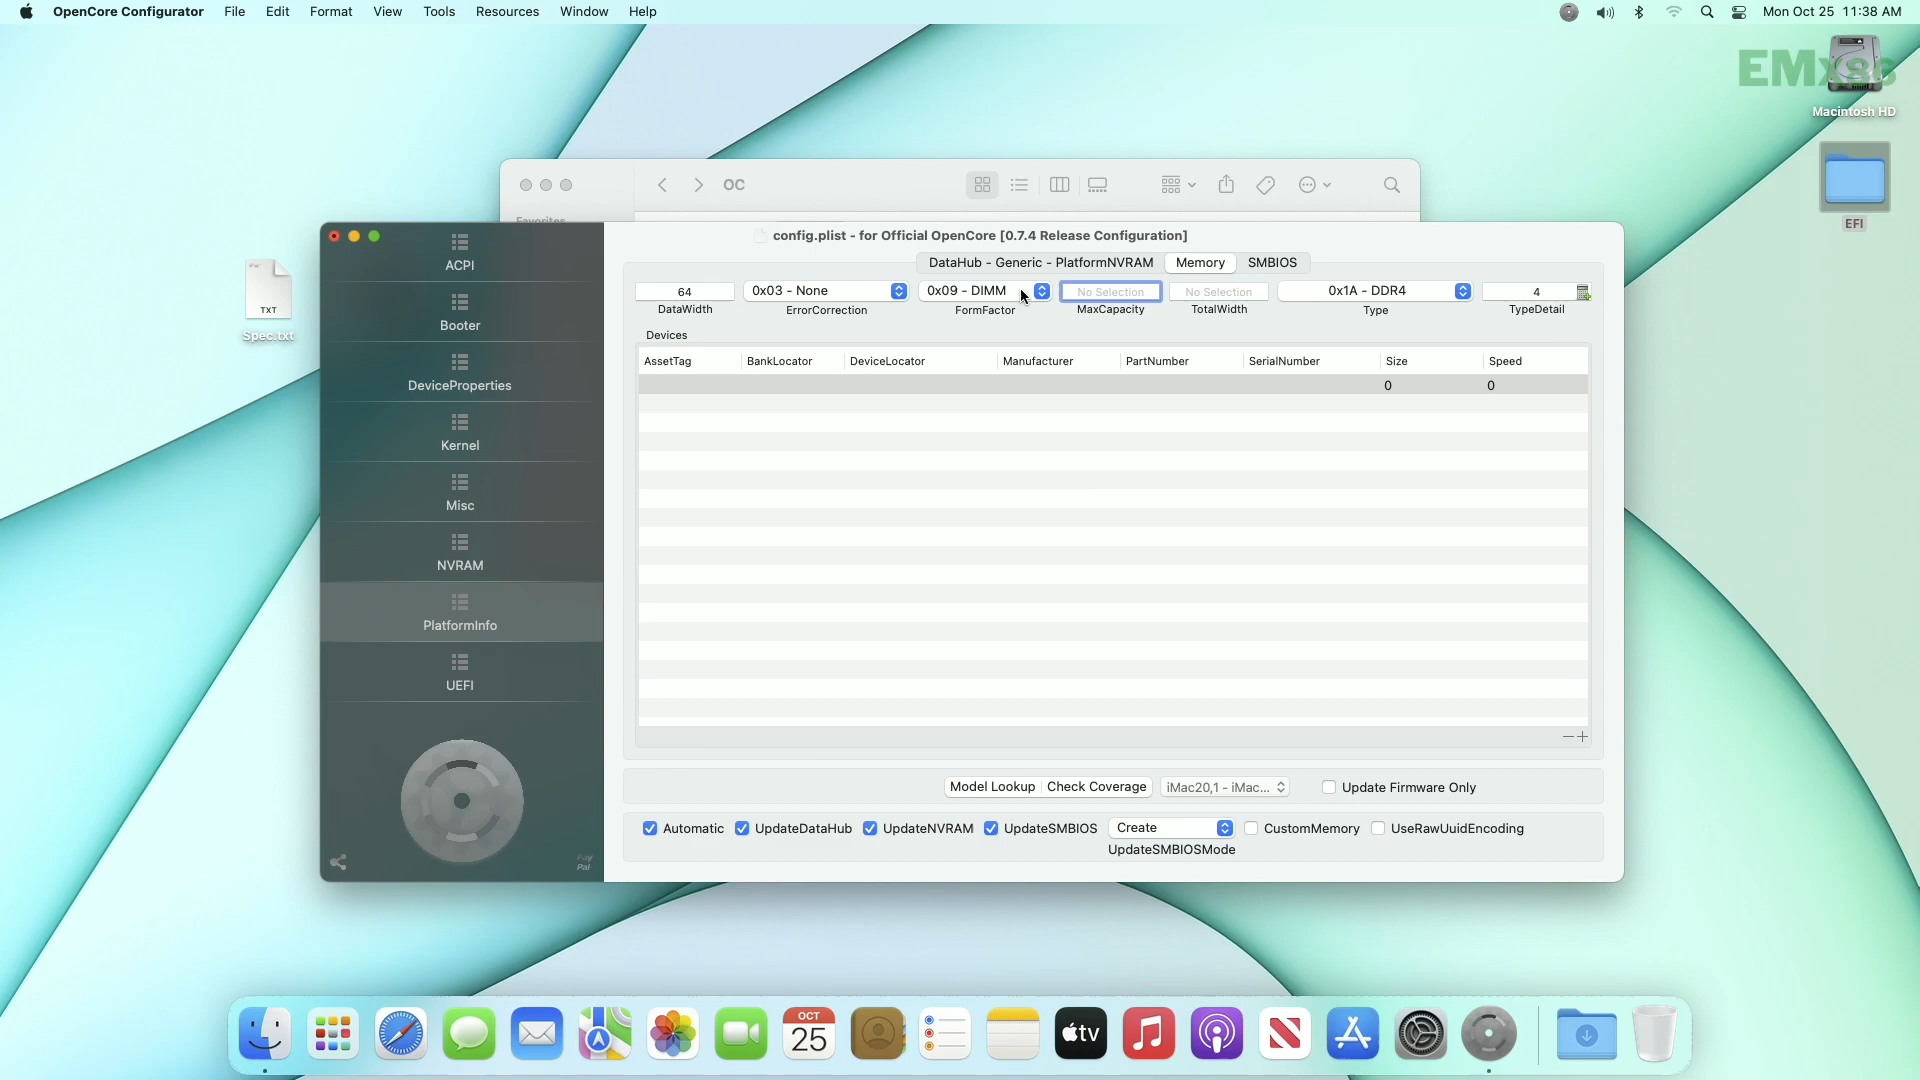 OpenCore Configurator File Edit Format View Tools Resources Window Help Mon Oct 25 11:38 AM
EMx86
Macintosh HD
EFI
TXT
Spec.txt
OC
Favorites
config.plist - for Official OpenCore [0.7.4 Release Configuration]
ACPI
Booter
DeviceProperties
Kernel
Misc
NVRAM
PlatformInfo
UEFI
Pay
Pal
DataHub - Generic - PlatformNVRAM Memory SMBIOS
64 0x03 - None 0x09 - DIMM No Selection No Selection 0x1A - DDR4 4
DataWidth ErrorCorrection FormFactor MaxCapacity TotalWidth Type TypeDetail
Devices
AssetTag BankLocator DeviceLocator Manufacturer PartNumber SerialNumber Size Speed
0 0
Model Lookup Check Coverage iMac20,1 - iMac... Update Firmware Only
Automatic UpdateDataHub UpdateNVRAM UpdateSMBIOS Create CustomMemory UseRawUuidEncoding
UpdateSMBIOSMode
OCT
25
tv